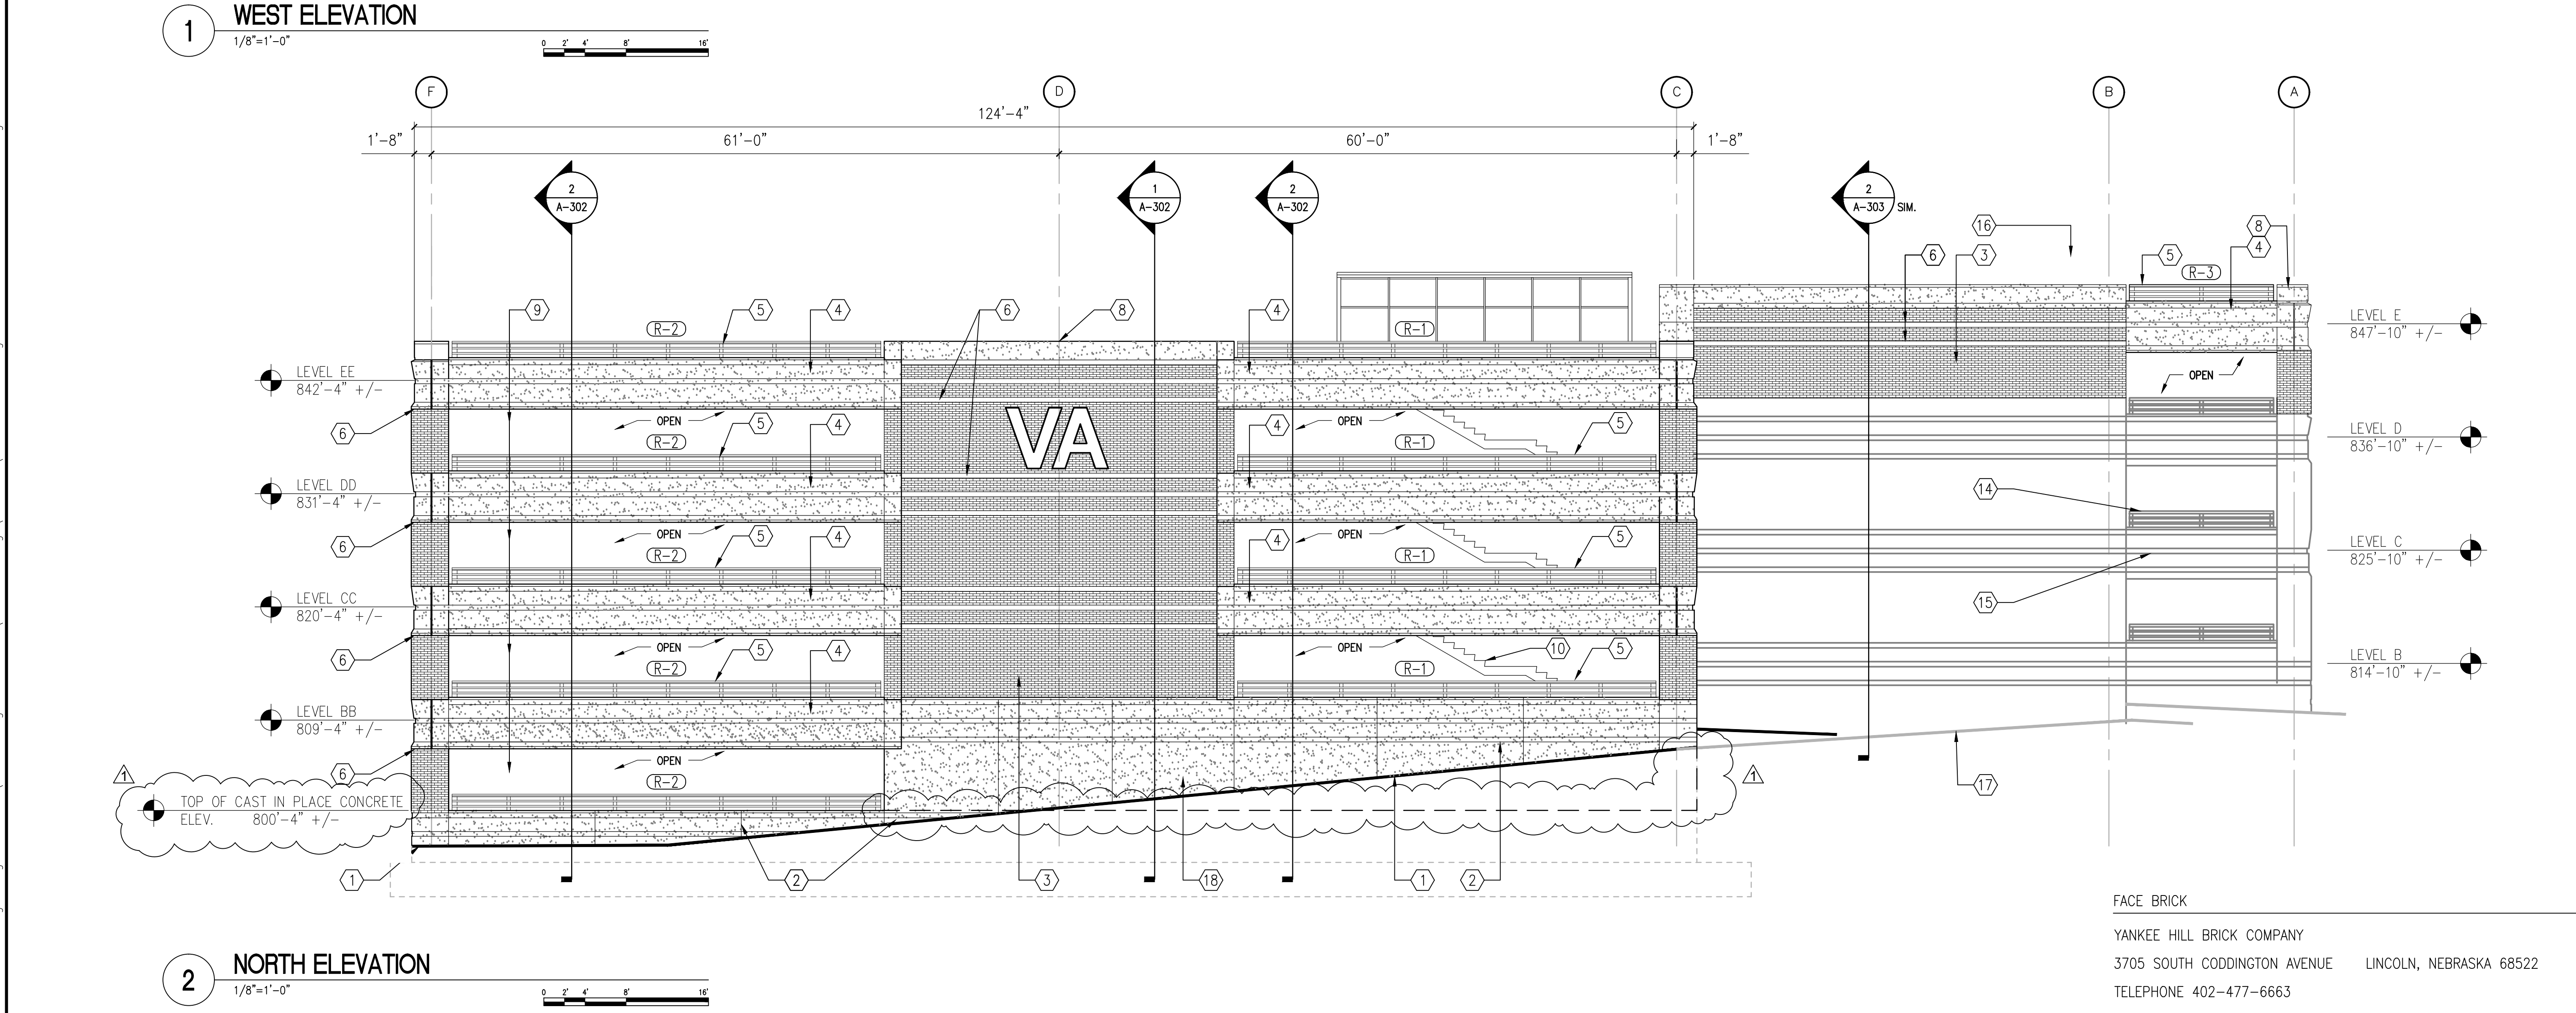 1 WEST ELEVATION
1/8"=1'-0"
0 2' 4' 8' 16'
F D C B A
124'-4"
1'-8" 61'-0" 60'-0" 1'-8"
2 1 2 2
A-302 A-302 A-302 A-303 SIM.
16 8
6 3 5 4
R-3
9 5 4 6 8 4
R-2 R-1
LEVEL E
847'-10" +/-
LEVEL EE
842'-4" +/-
OPEN
6 OPEN 5 4 VA 4 OPEN 5
R-2 R-1
LEVEL D
836'-10" +/-
LEVEL DD
831'-4" +/-
14
6 OPEN 5 4 4 OPEN 5
R-2 R-1
LEVEL C
825'-10" +/-
LEVEL CC
820'-4" +/-
15
6 OPEN 5 4 OPEN 10 5
R-2 R-1
LEVEL B
814'-10" +/-
3
LEVEL BB
809'-4" +/-
6 OPEN
R-2
1 1
TOP OF CAST IN PLACE CONCRETE
ELEV. 800'-4" +/-
17
1 2 3 18 1 2
FACE BRICK
YANKEE HILL BRICK COMPANY
3705 SOUTH CODDINGTON AVENUE LINCOLN, NEBRASKA 68522
TELEPHONE 402-477-6663
2 NORTH ELEVATION
1/8"=1'-0"
0 2' 4' 8' 16'